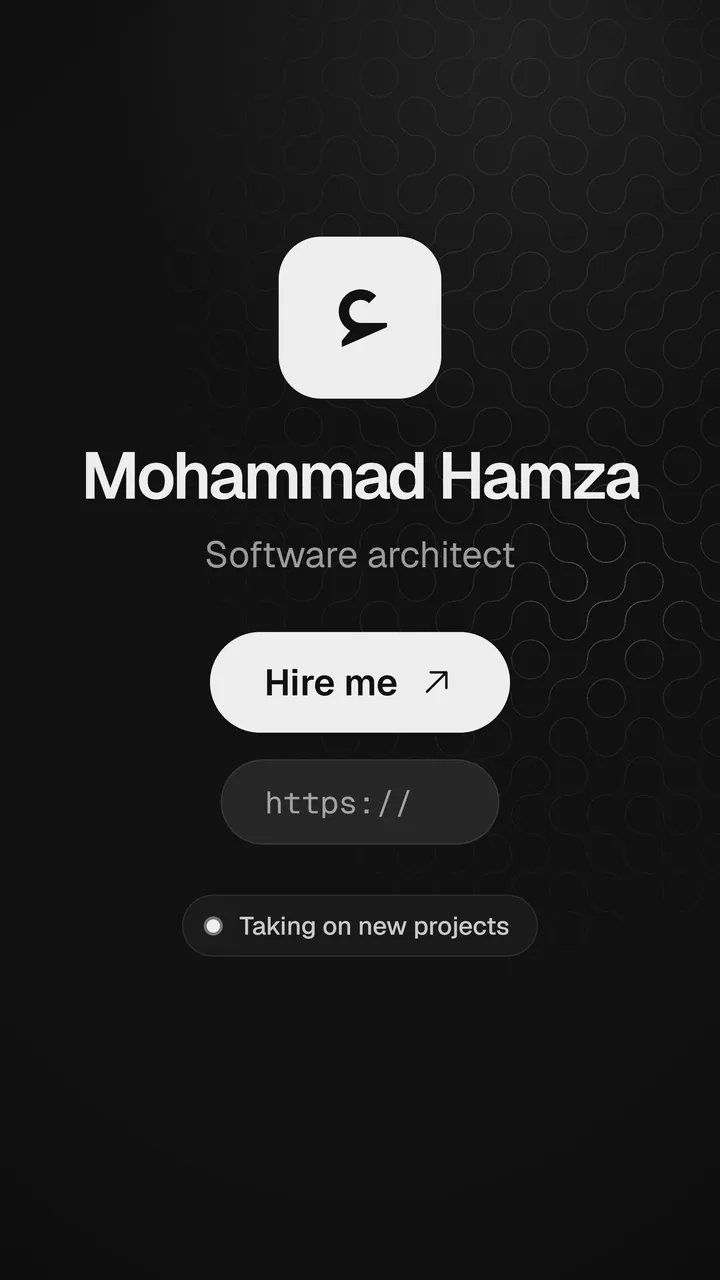 ء
Mohammad Hamza
Software architect
Hire me
https://
Taking on new projects